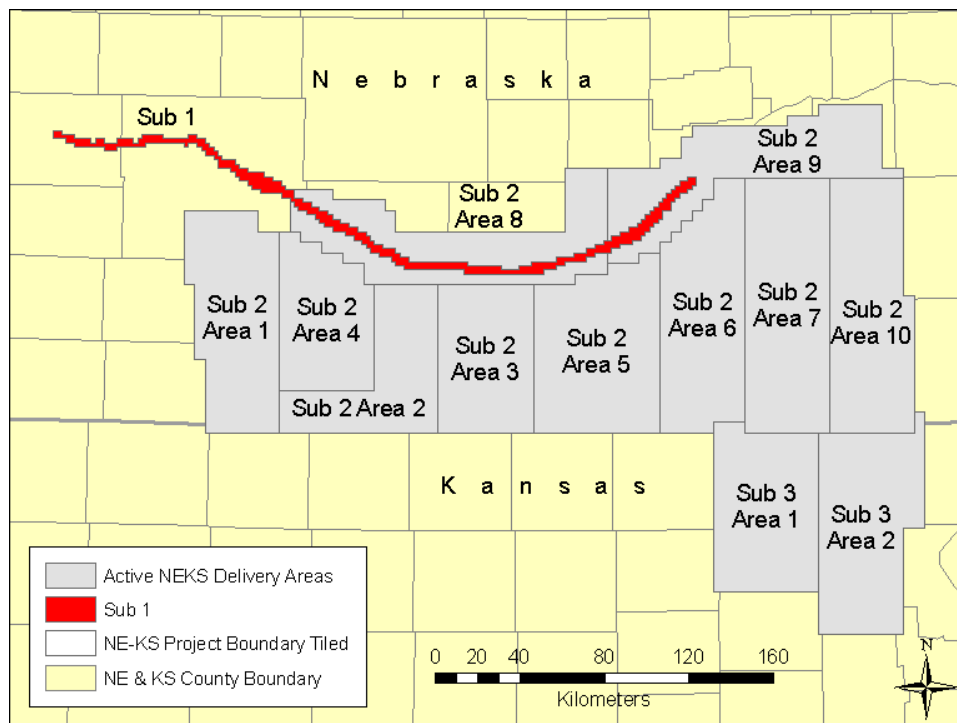 Nebraska
Sub 1
Sub 2
Area 9
Sub 2
Area 8
Sub 2
Area 1
Sub 2
Area 4
Sub 2
Area 3
Sub 2
Area 5
Sub 2
Area 6
Sub 2
Area 7
Sub 2
Area 10
Sub 2 Area 2
Kansas
Sub 3
Area 1
Sub 3
Area 2
Active NEKS Delivery Areas
Sub 1
NE-KS Project Boundary Tiled
NE & KS County Boundary
0 20 40 80 120 160
Kilometers
N